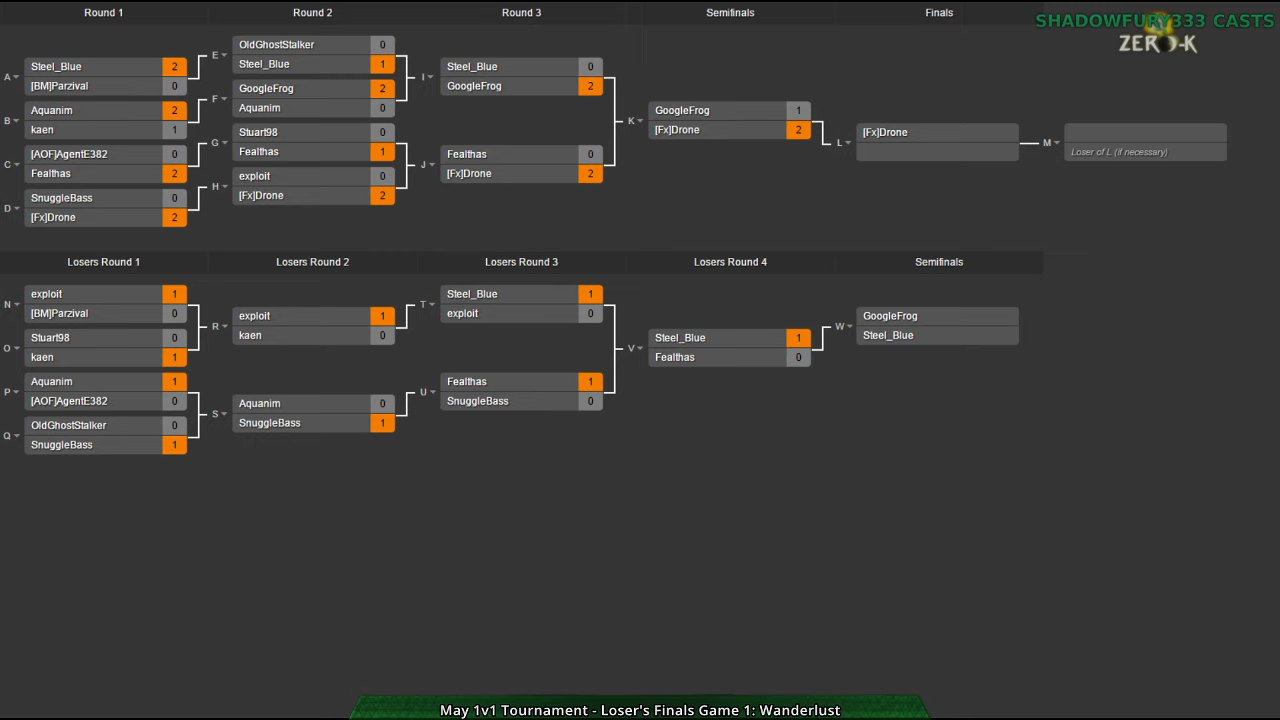 Round 1
Round 2
Round 3
Semifinals
Finals
SHADOWFURY333 CASTS
ZERO-K
A
Steel_Blue 2
[BM]Parzival 0
B
Aquanim 2
kaen 1
C
[AOF]AgentE382 0
Fealthas 2
D
SnuggleBass 0
[Fx]Drone 2
E
OldGhostStalker 0
Steel_Blue 1
F
GoogleFrog 2
Aquanim 0
G
Stuart98 0
Fealthas 1
H
exploit 0
[Fx]Drone 2
I
Steel_Blue 0
GoogleFrog 2
J
Fealthas 0
[Fx]Drone 2
K
GoogleFrog 1
[Fx]Drone 2
L
[Fx]Drone
M
Loser of L (if necessary)
Losers Round 1
Losers Round 2
Losers Round 3
Losers Round 4
Semifinals
N
exploit 1
[BM]Parzival 0
O
Stuart98 0
kaen 1
P
Aquanim 1
[AOF]AgentE382 0
Q
OldGhostStalker 0
SnuggleBass 1
R
exploit 1
kaen 0
S
Aquanim 0
SnuggleBass 1
T
Steel_Blue 1
exploit 0
U
Fealthas 1
SnuggleBass 0
V
Steel_Blue 1
Fealthas 0
W
GoogleFrog
Steel_Blue
May 1v1 Tournament - Loser's Finals Game 1: Wanderlust